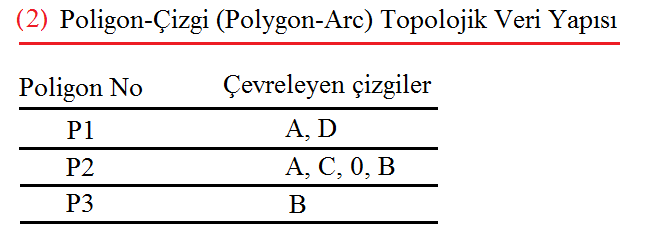 (2) Poligon-Çizgi (Polygon-Arc) Topolojik Veri Yapısı
Poligon No Çevreleyen çizgiler
P1 A, D
P2 A, C, 0, B
P3 B